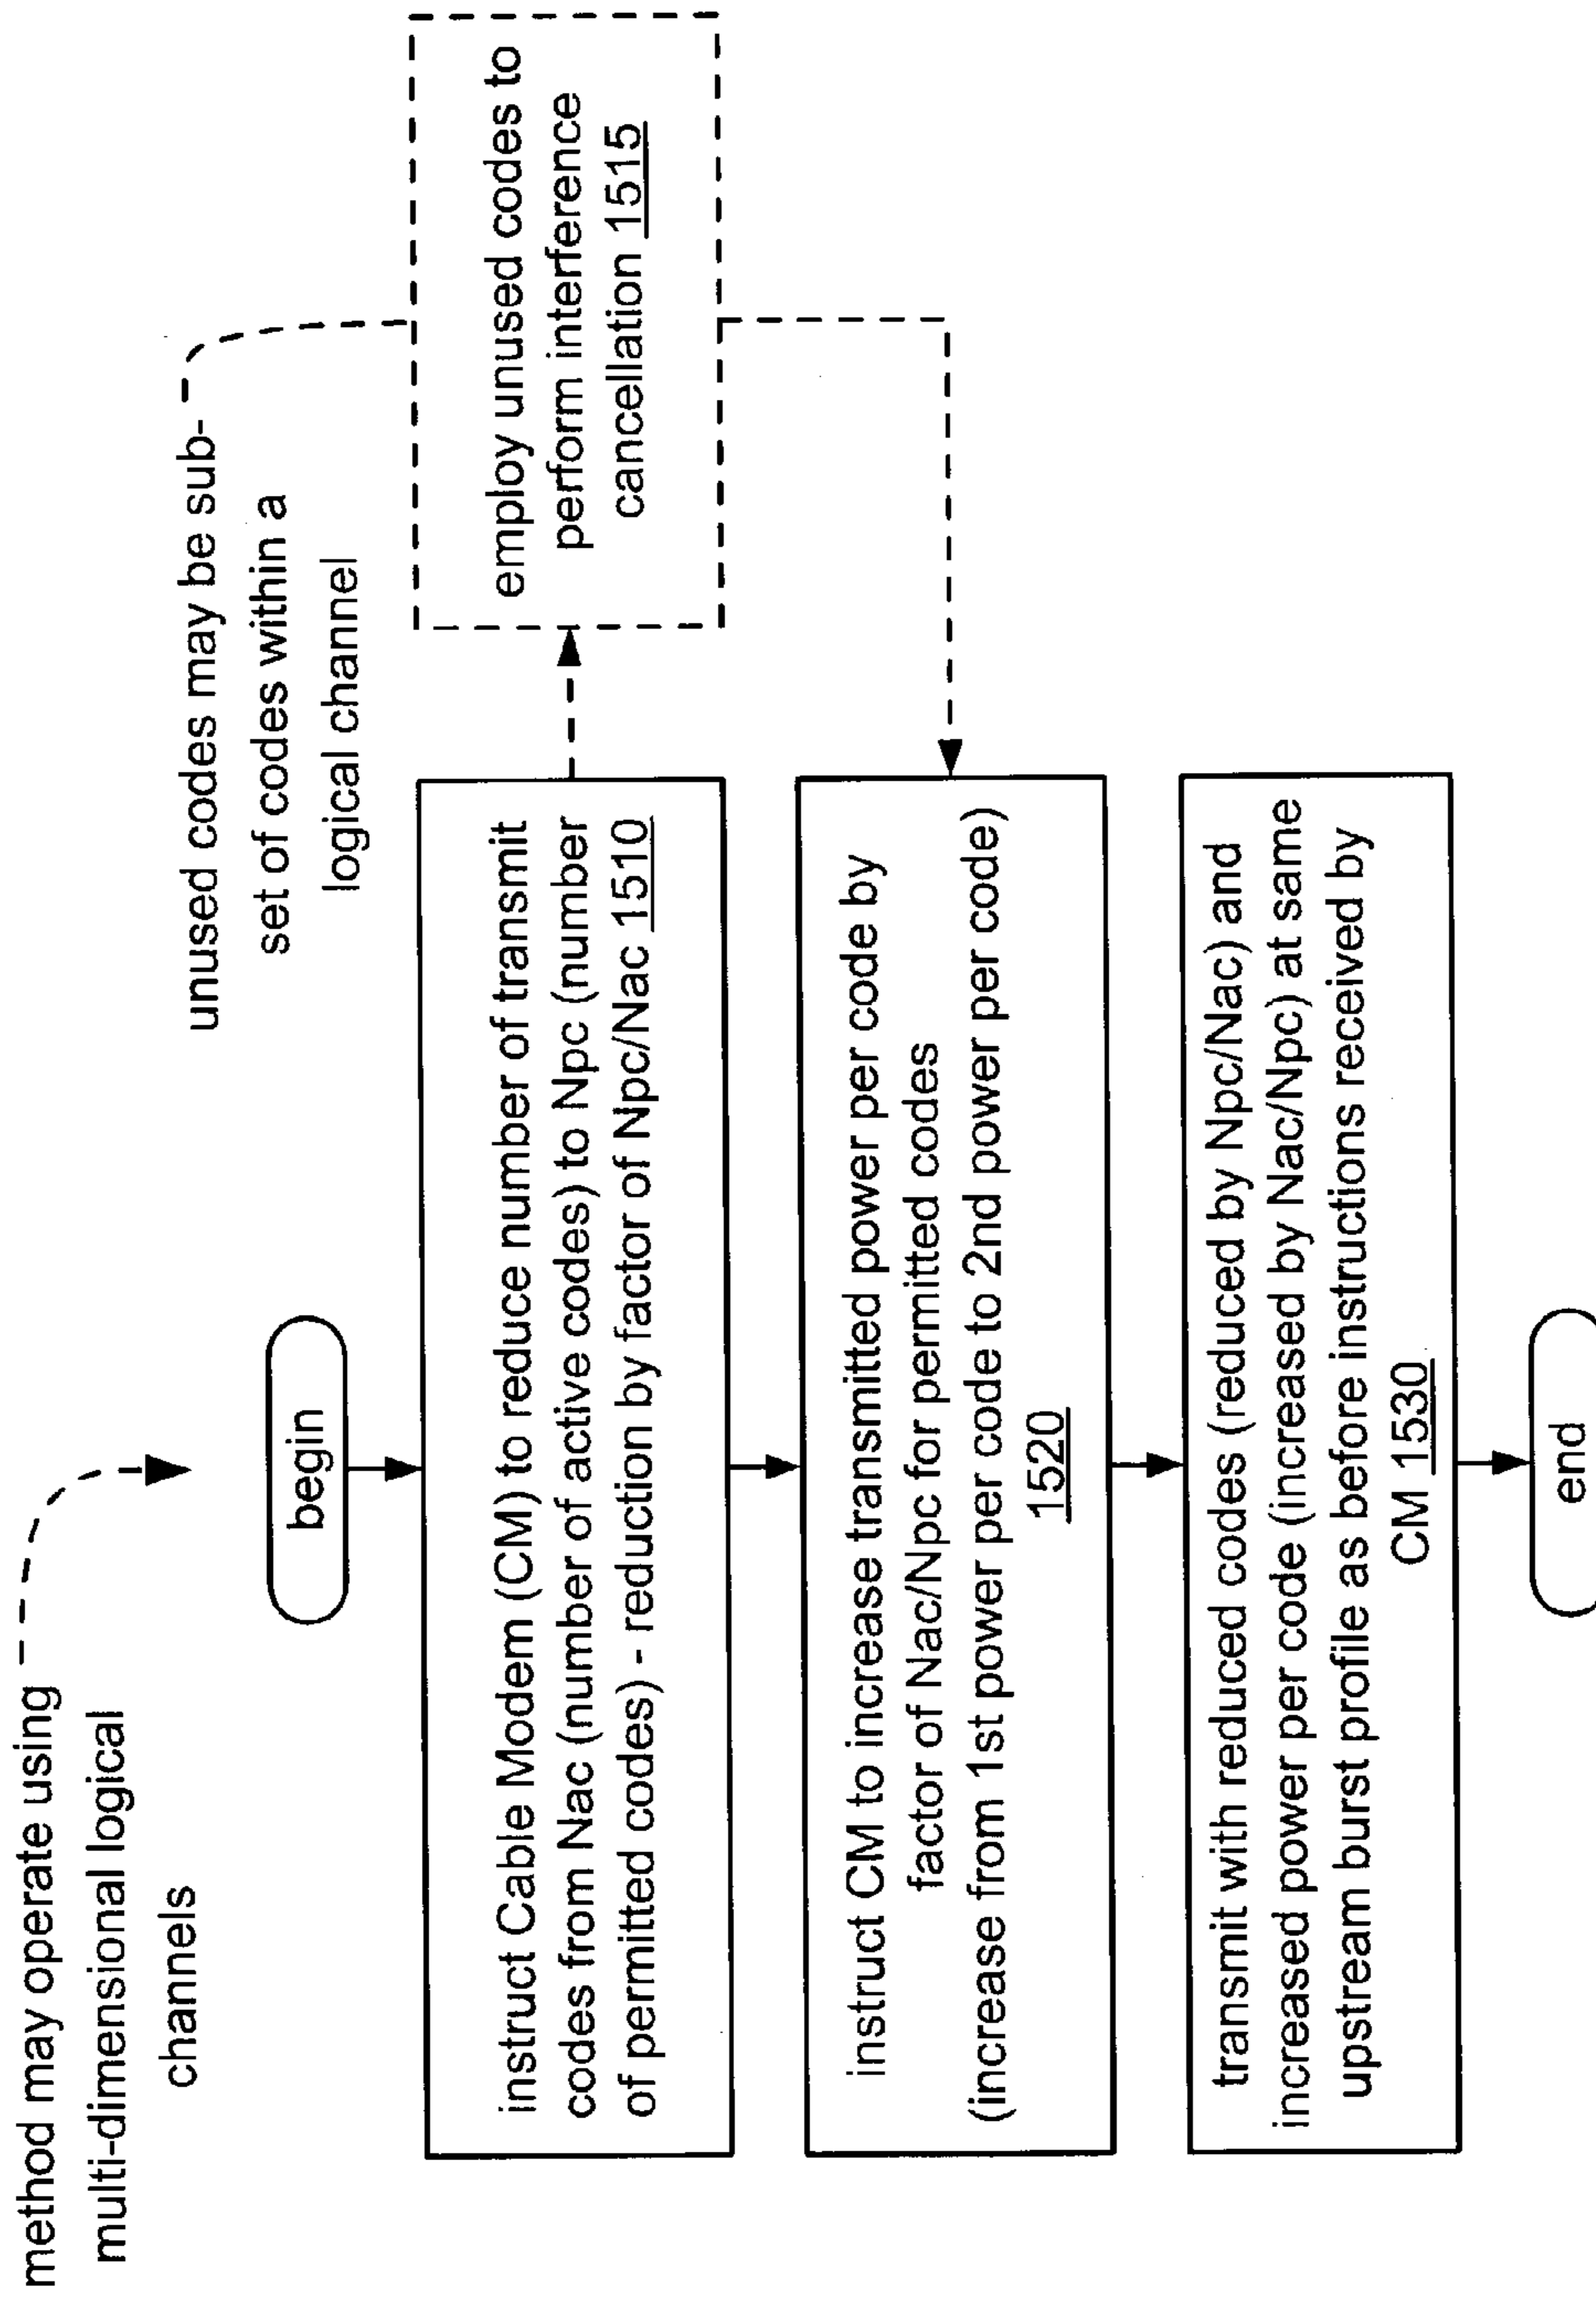 method may operate using
multi-dimensional logical
channels
unused codes may be sub-
set of codes within a
logical channel
begin
instruct Cable Modem (CM) to reduce number of transmit
codes from Nac (number of active codes) to Npc (number
of permitted codes) - reduction by factor of Npc/Nac 1510
employ unused codes to
perform interference
cancellation 1515
instruct CM to increase transmitted power per code by
factor of Nac/Npc for permitted codes
(increase from 1st power per code to 2nd power per code)
1520
transmit with reduced codes (reduced by Npc/Nac) and
increased power per code (increased by Nac/Npc) at same
upstream burst profile as before instructions received by
CM 1530
end